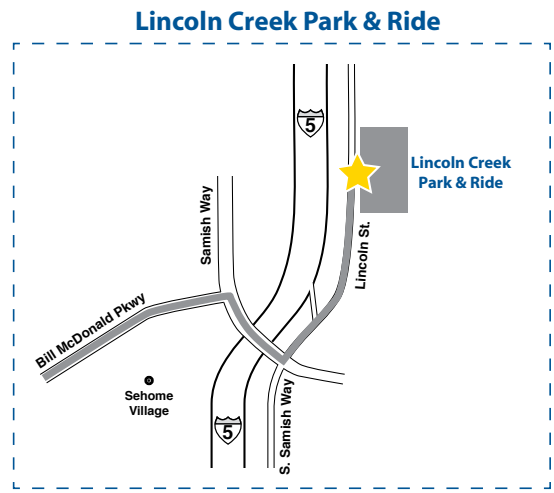 Lincoln Creek Park & Ride
5
Lincoln Creek
Park & Ride
Samish Way
Lincoln St.
Bill McDonald Pkwy
Sehome
Village
S. Samish Way
5